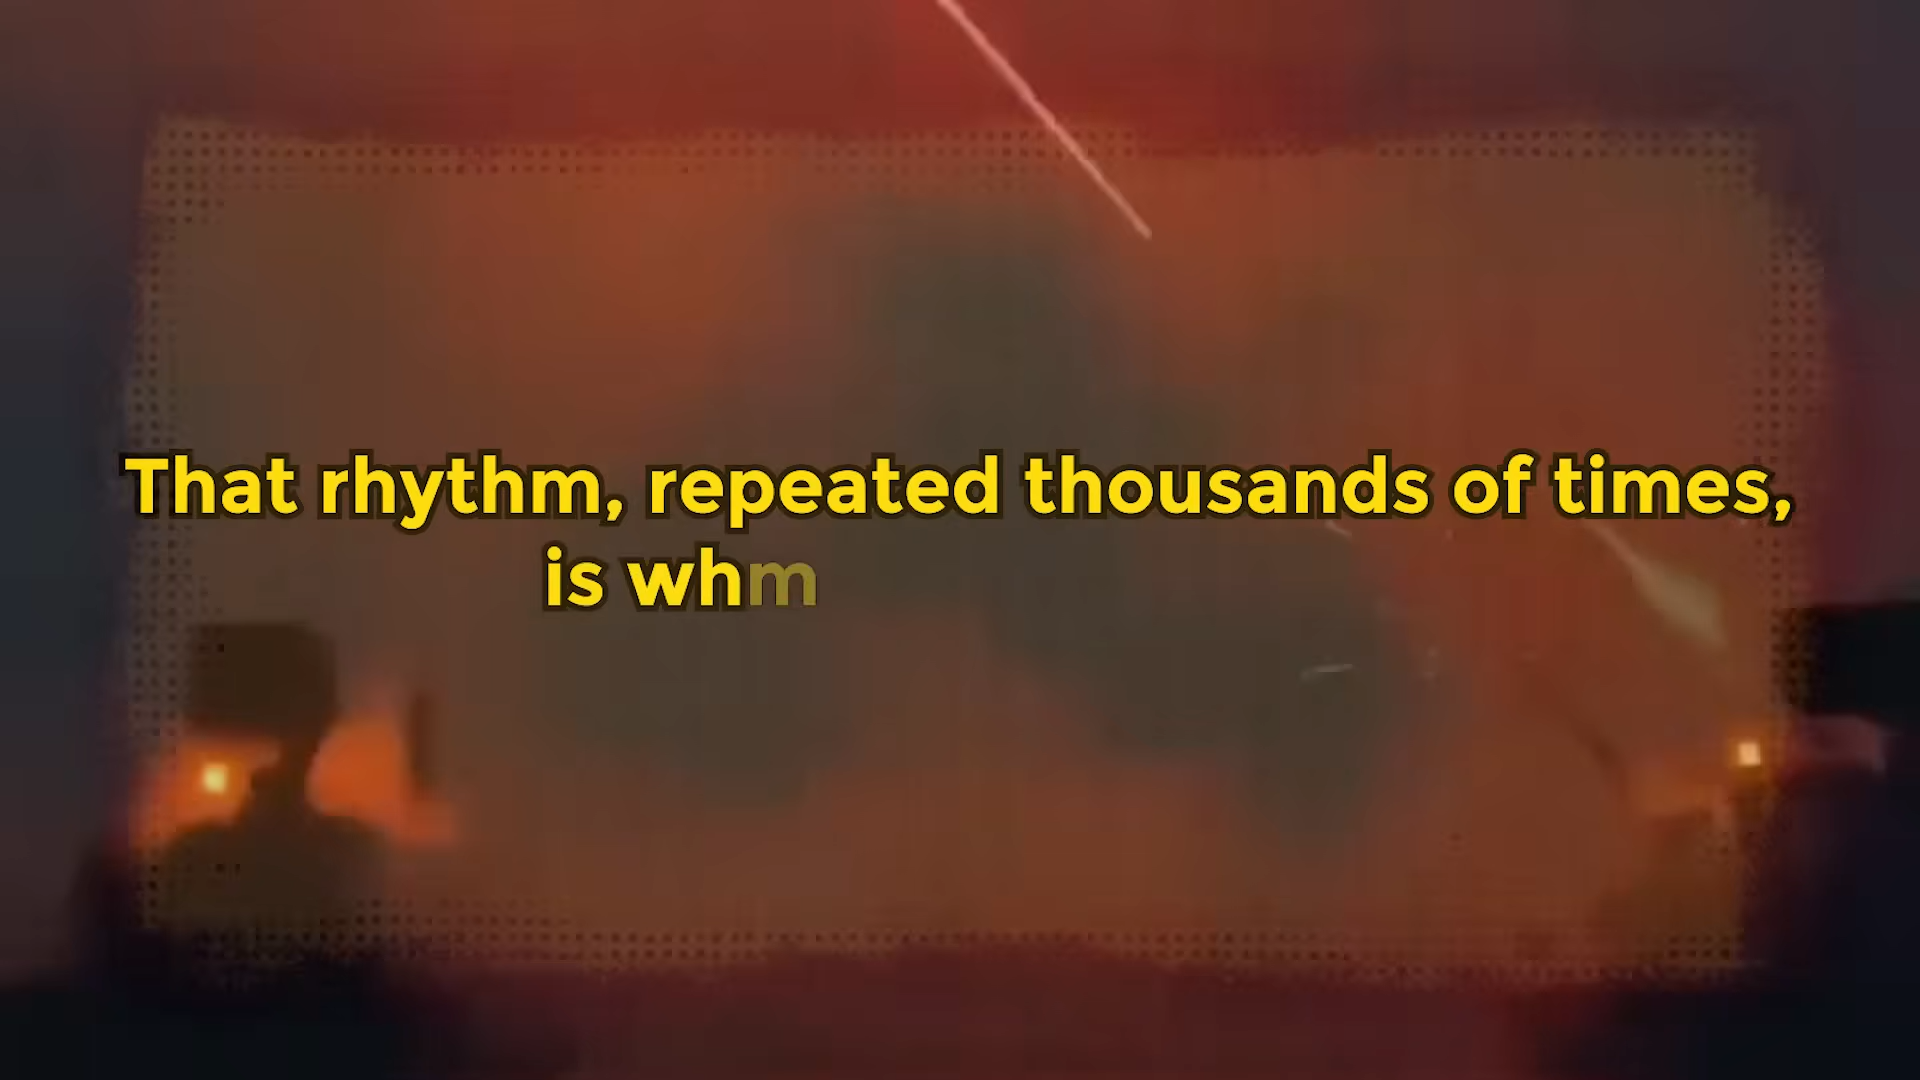 That rhythm, repeated thousands of times,
is whm